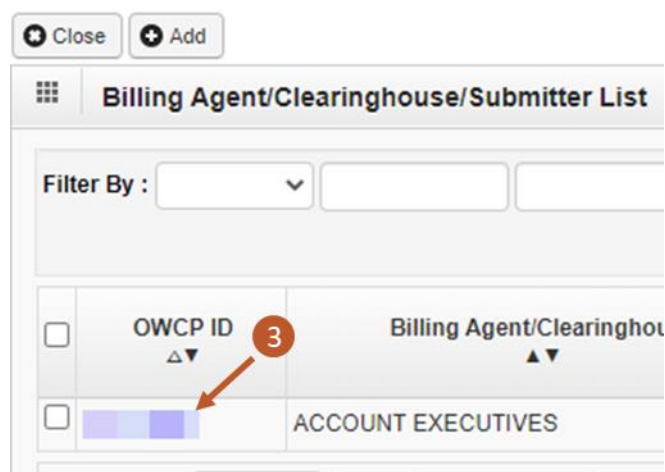 Close Add
Billing Agent/Clearinghouse/Submitter List
Filter By :
OWCP ID 3 Billing Agent/Clearinghou
ACCOUNT EXECUTIVES